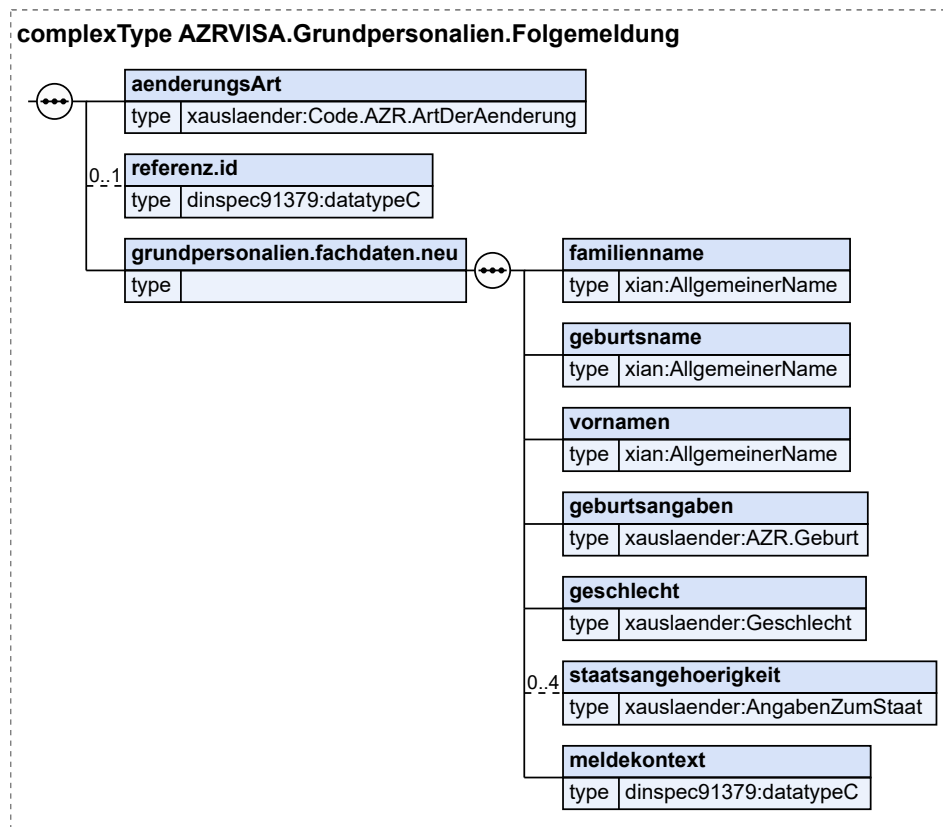 complexType AZRVISA.Grundpersonalien.Folgemeldung
aenderungsArt
type xauslaender:Code.AZR.ArtDerAenderung
0..1
referenz.id
type dinspec91379:datatypeC
grundpersonalien.fachdaten.neu
type
familienname
type xian:AllgemeinerName
geburtsname
type xian:AllgemeinerName
vornamen
type xian:AllgemeinerName
geburtsangaben
type xauslaender:AZR.Geburt
geschlecht
type xauslaender:Geschlecht
0..4
staatsangehoerigkeit
type xauslaender:AngabenZumStaat
meldekontext
type dinspec91379:datatypeC